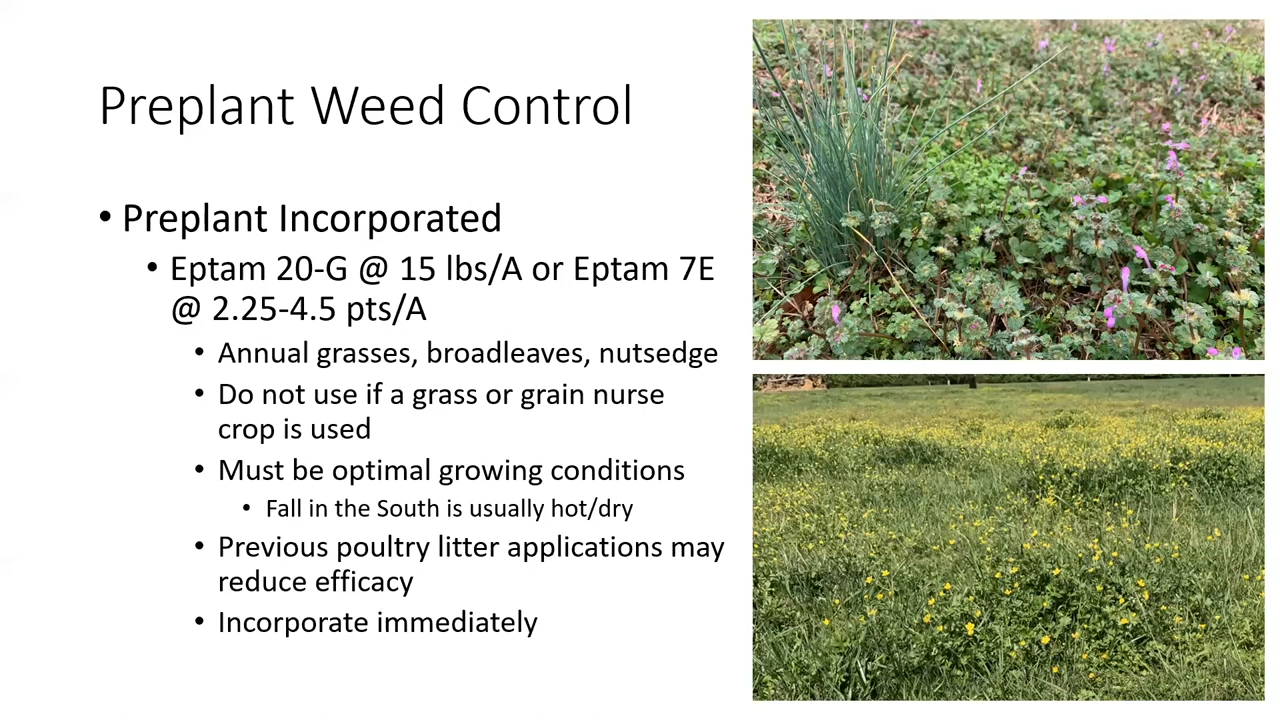 Preplant Weed Control
• Preplant Incorporated
• Eptam 20-G @ 15 lbs/A or Eptam 7E
@ 2.25-4.5 pts/A
• Annual grasses, broadleaves, nutsedge
• Do not use if a grass or grain nurse
crop is used
• Must be optimal growing conditions
• Fall in the South is usually hot/dry
• Previous poultry litter applications may
reduce efficacy
• Incorporate immediately